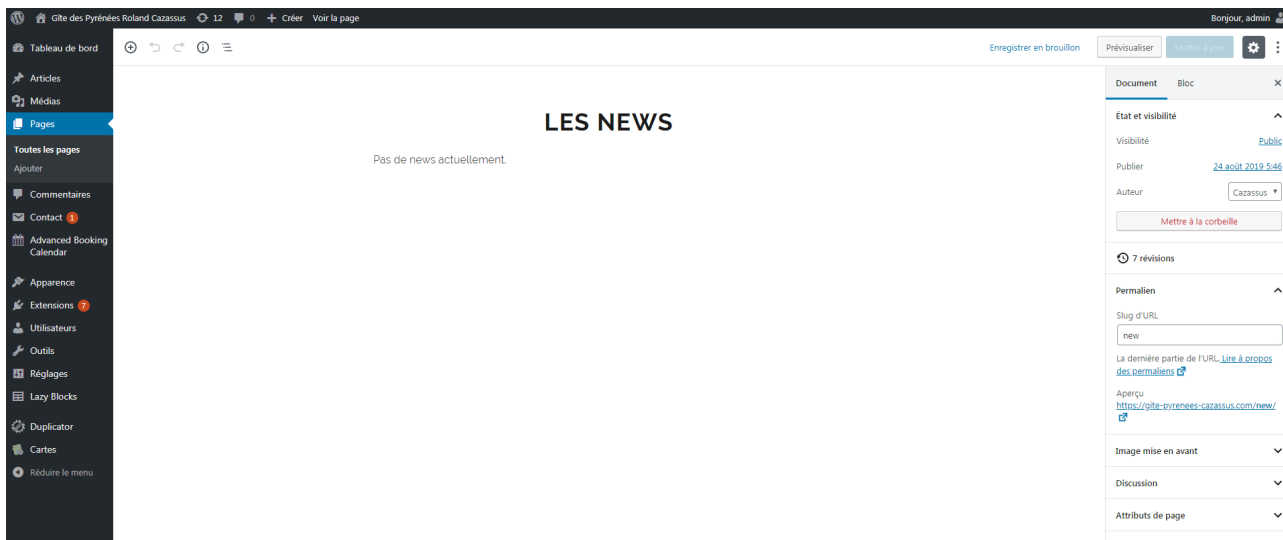 Gîte des Pyrénées Roland Cazassus 12 0 + Créer Voir la page Bonjour, admin
Tableau de bord
Articles
Médias
Pages
Toutes les pages
Ajouter
Commentaires
Contact 1
Advanced Booking
Calendar
Apparence
Extensions 7
Utilisateurs
Outils
Réglages
Lazy Blocks
Duplicator
Cartes
Réduire le menu
Enregistrer en brouillon Prévisualiser Mettre à jour
LES NEWS
Pas de news actuellement.
Document Bloc
État et visibilité
Visibilité Public
Publier 24 août 2019 5:46
Auteur Cazassus
Mettre à la corbeille
7 révisions
Permalien
Slug d'URL
new
La dernière partie de l'URL. Lire à propos
des permaliens
Aperçu
https://gite-pyrenees-cazassus.com/new/
Image mise en avant
Discussion
Attributs de page